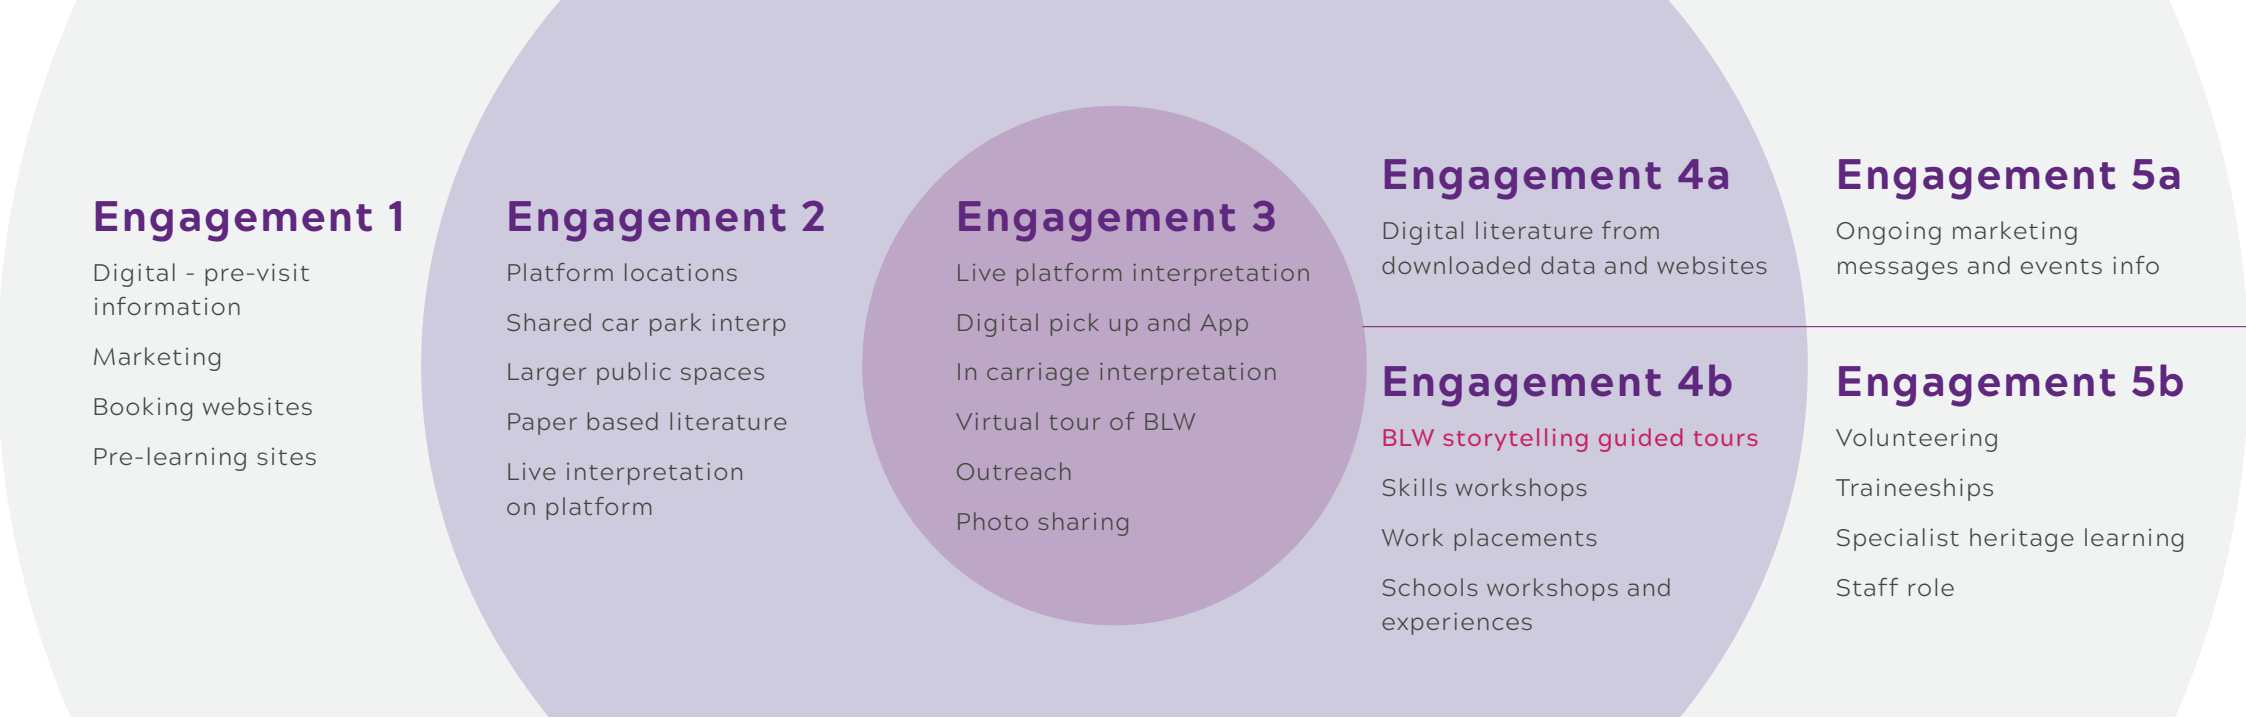 Engagement 1
Digital - pre-visit
information
Marketing
Booking websites
Pre-learning sites
Engagement 2
Platform locations
Shared car park interp
Larger public spaces
Paper based literature
Live interpretation
on platform
Engagement 3
Live platform interpretation
Digital pick up and App
In carriage interpretation
Virtual tour of BLW
Outreach
Photo sharing
Engagement 4a
Digital literature from
downloaded data and websites
Engagement 4b
BLW storytelling guided tours
Skills workshops
Work placements
Schools workshops and
experiences
Engagement 5a
Ongoing marketing
messages and events info
Engagement 5b
Volunteering
Traineeships
Specialist heritage learning
Staff role